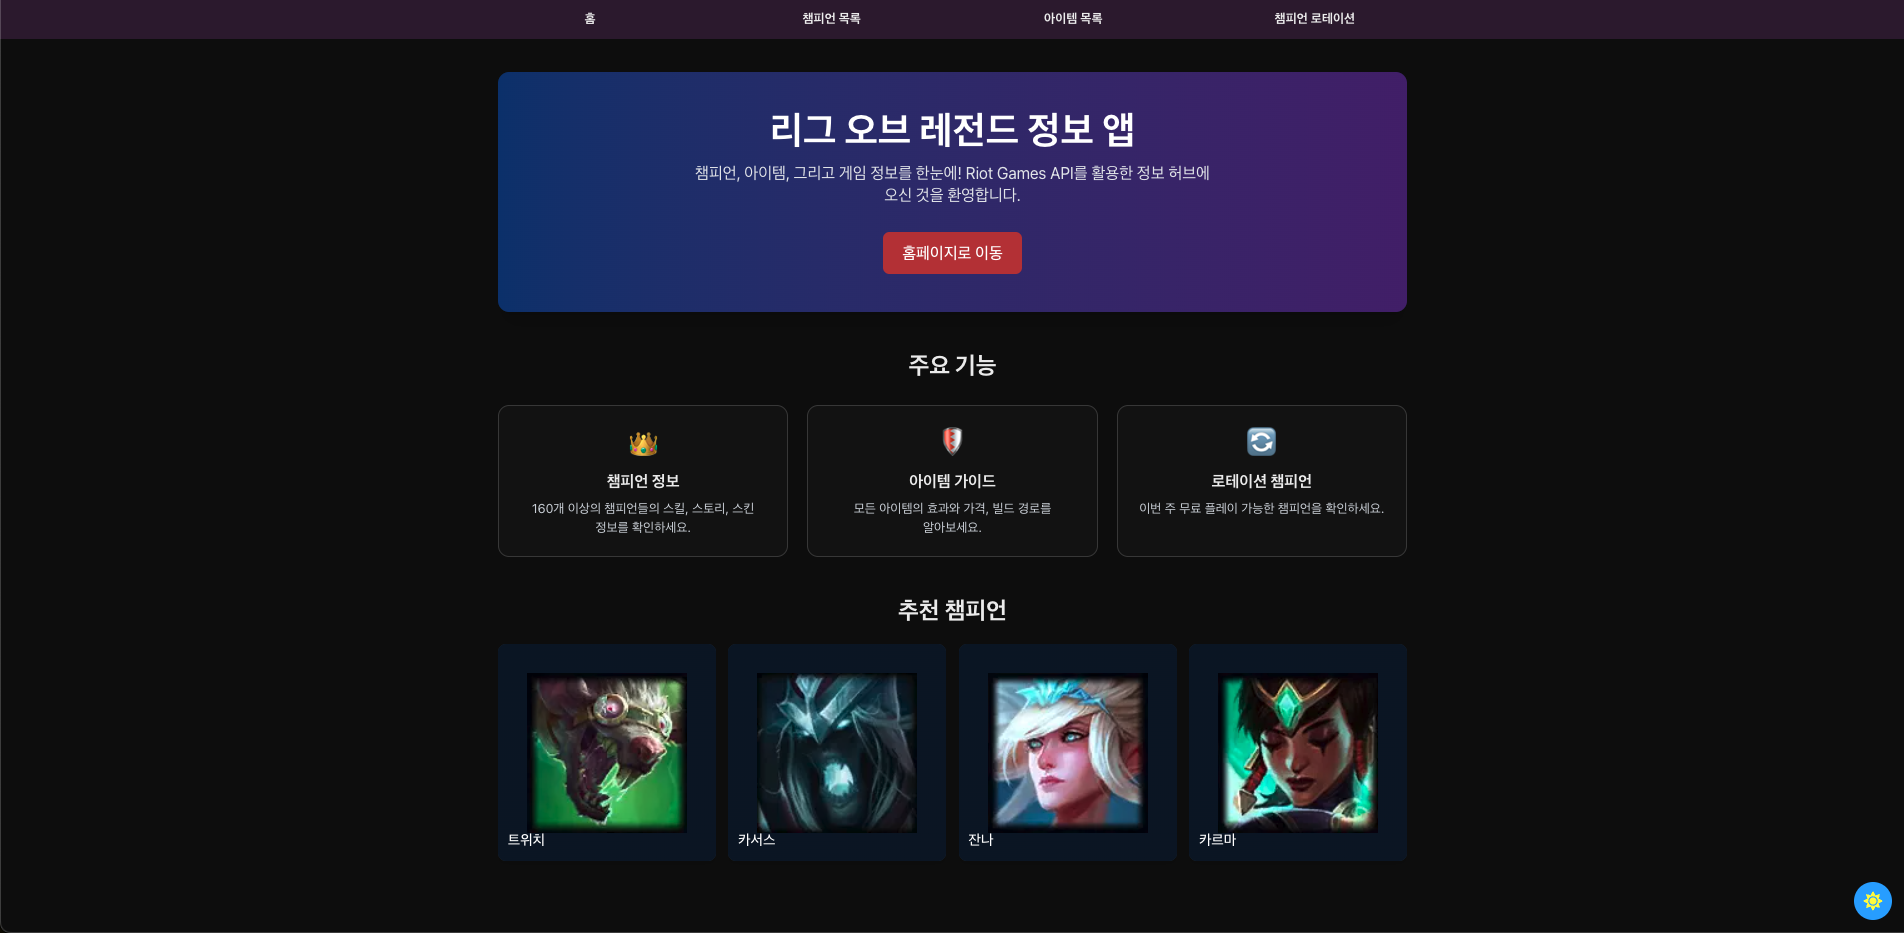 홈
챔피언 목록
아이템 목록
챔피언 로테이션
리그 오브 레전드 정보 앱
챔피언, 아이템, 그리고 게임 정보를 한눈에! Riot Games API를 활용한 정보 허브에
오신 것을 환영합니다.
홈페이지로 이동
주요 기능
챔피언 정보
160개 이상의 챔피언들의 스킬, 스토리, 스킨
정보를 확인하세요.
아이템 가이드
모든 아이템의 효과와 가격, 빌드 경로를
알아보세요.
로테이션 챔피언
이번 주 무료 플레이 가능한 챔피언을 확인하세요.
추천 챔피언
트위치
카서스
잔나
카르마